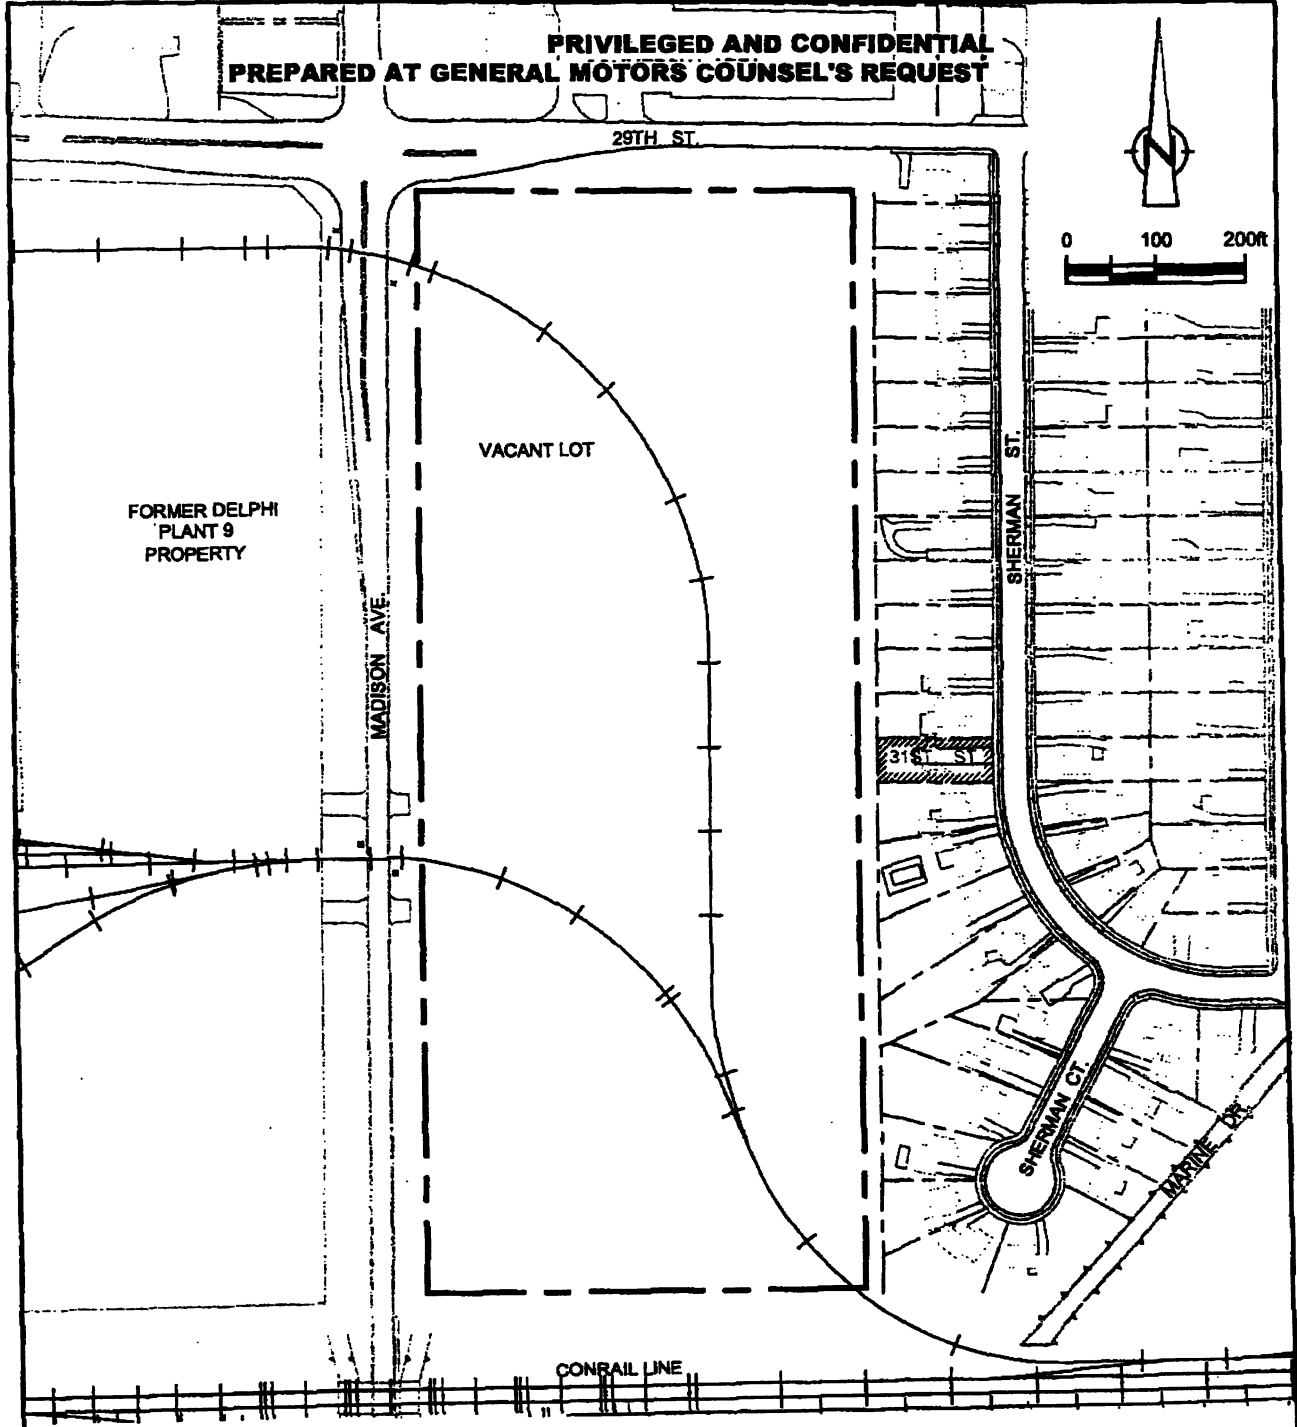 PRIVILEGED AND CONFIDENTIAL
PREPARED AT GENERAL MOTORS COUNSEL'S REQUEST
29TH ST.
N
0 100 200ft
VACANT LOT
SHERMAN ST.
FORMER DELPHI
PLANT 9
PROPERTY
MADISON AVE.
31ST ST
SHERMAN CT.
MARINE DR
CONRAIL LINE